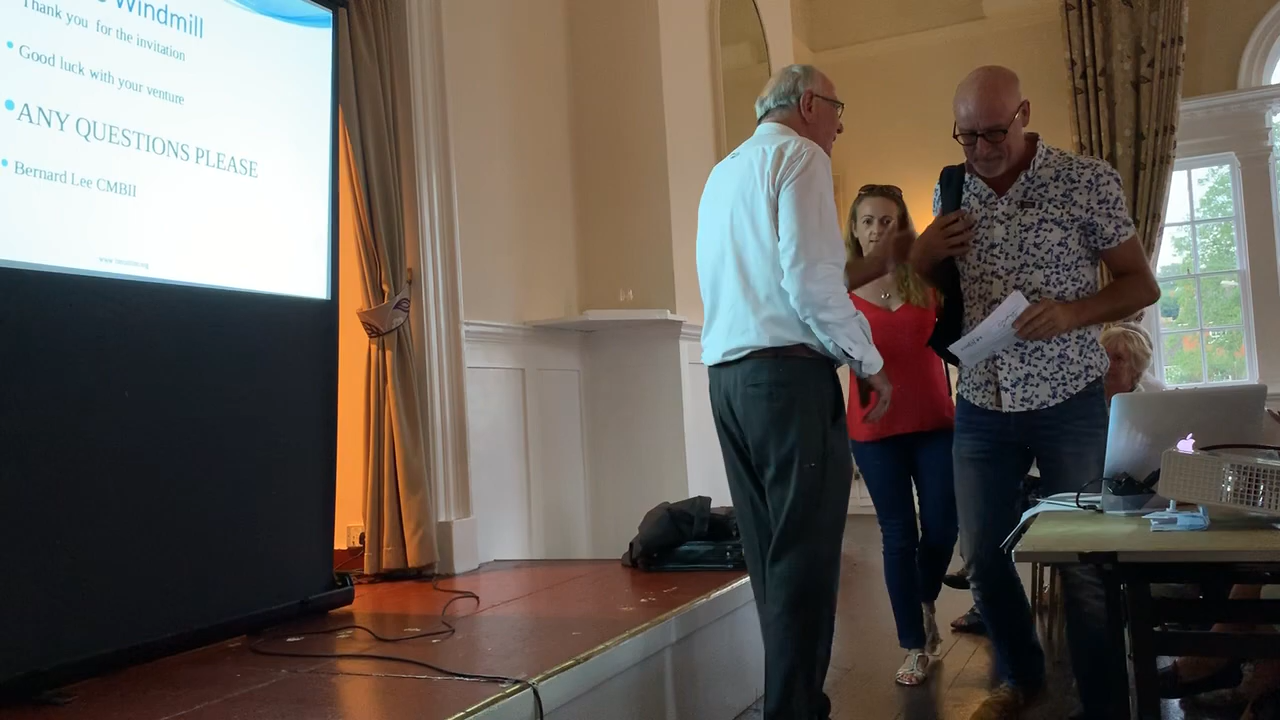 Windmill
Thank you for the invitation
Good luck with your venture
ANY QUESTIONS PLEASE
Bernard Lee CMBII